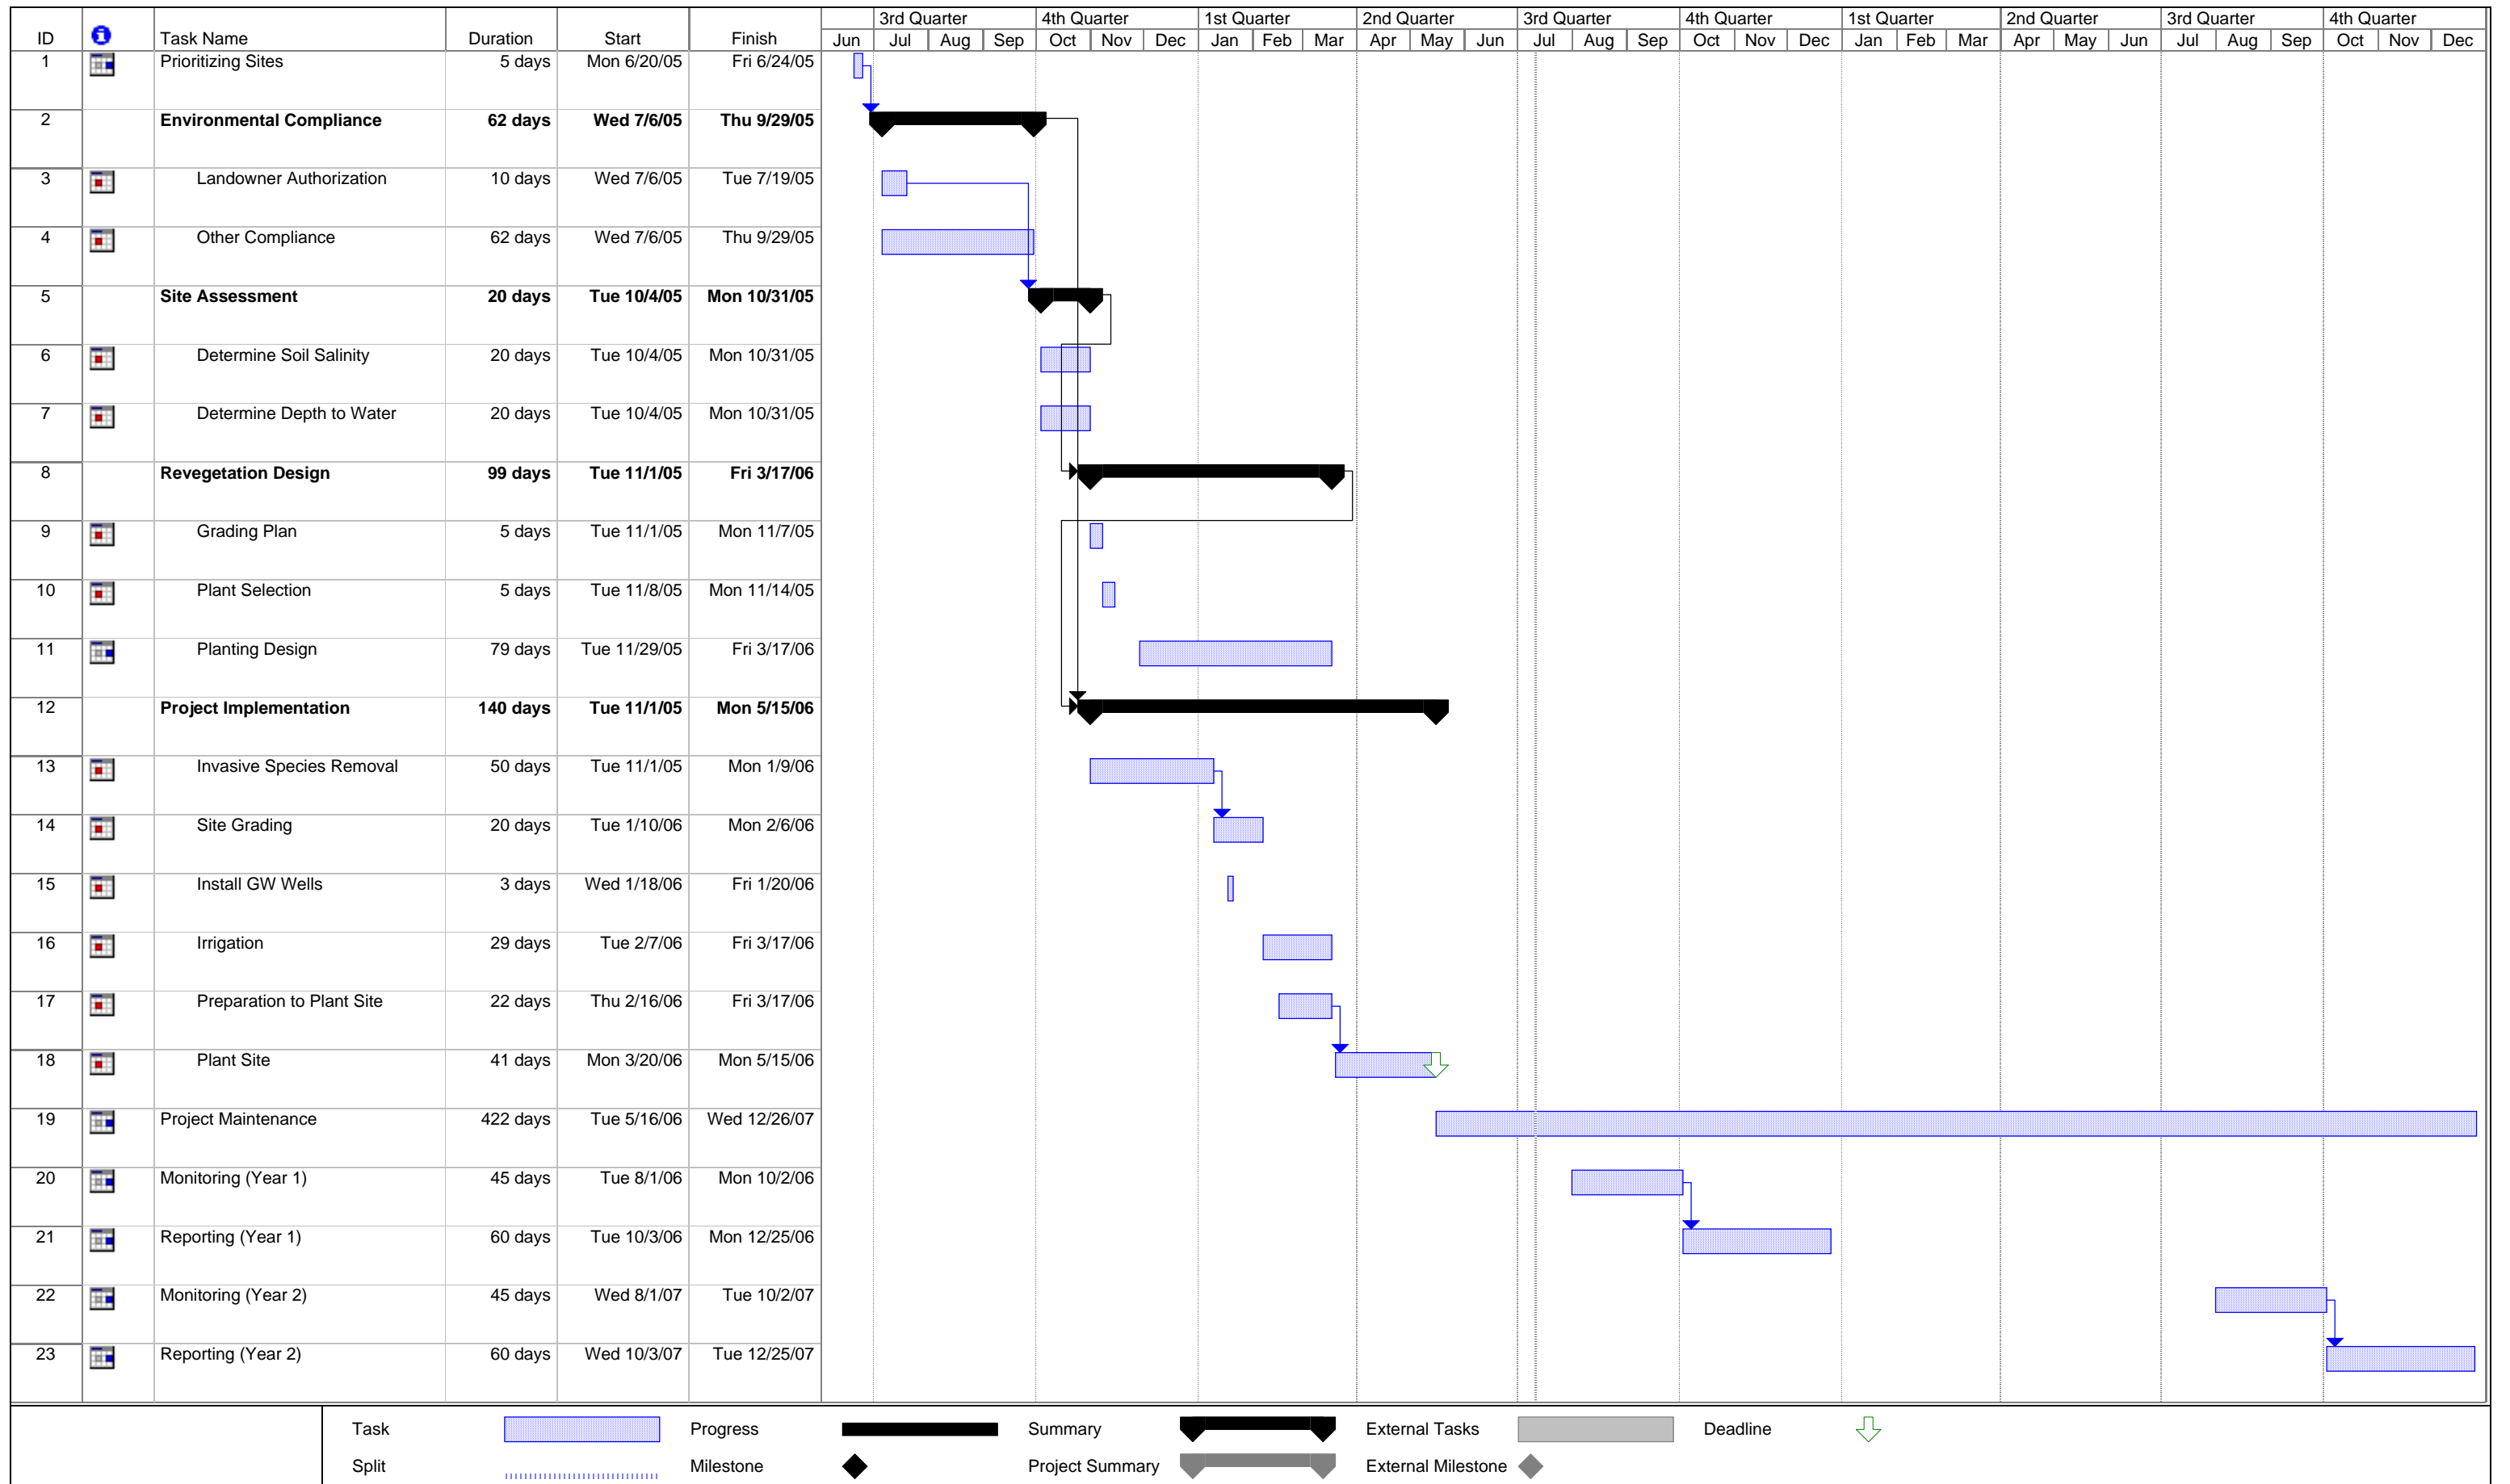 3rd Quarter 4th Quarter 1st Quarter 2nd Quarter 3rd Quarter 4th Quarter 1st Quarter 2nd Quarter 3rd Quarter 4th Quarter
ID i Task Name Duration Start Finish Jun Jul Aug Sep Oct Nov Dec Jan Feb Mar Apr May Jun Jul Aug Sep Oct Nov Dec Jan Feb Mar Apr May Jun Jul Aug Sep Oct Nov Dec
1 Prioritizing Sites 5 days Mon 6/20/05 Fri 6/24/05
2 Environmental Compliance 62 days Wed 7/6/05 Thu 9/29/05
3 Landowner Authorization 10 days Wed 7/6/05 Tue 7/19/05
4 Other Compliance 62 days Wed 7/6/05 Thu 9/29/05
5 Site Assessment 20 days Tue 10/4/05 Mon 10/31/05
6 Determine Soil Salinity 20 days Tue 10/4/05 Mon 10/31/05
7 Determine Depth to Water 20 days Tue 10/4/05 Mon 10/31/05
8 Revegetation Design 99 days Tue 11/1/05 Fri 3/17/06
9 Grading Plan 5 days Tue 11/1/05 Mon 11/7/05
10 Plant Selection 5 days Tue 11/8/05 Mon 11/14/05
11 Planting Design 79 days Tue 11/29/05 Fri 3/17/06
12 Project Implementation 140 days Tue 11/1/05 Mon 5/15/06
13 Invasive Species Removal 50 days Tue 11/1/05 Mon 1/9/06
14 Site Grading 20 days Tue 1/10/06 Mon 2/6/06
15 Install GW Wells 3 days Wed 1/18/06 Fri 1/20/06
16 Irrigation 29 days Tue 2/7/06 Fri 3/17/06
17 Preparation to Plant Site 22 days Thu 2/16/06 Fri 3/17/06
18 Plant Site 41 days Mon 3/20/06 Mon 5/15/06
19 Project Maintenance 422 days Tue 5/16/06 Wed 12/26/07
20 Monitoring (Year 1) 45 days Tue 8/1/06 Mon 10/2/06
21 Reporting (Year 1) 60 days Tue 10/3/06 Mon 12/25/06
22 Monitoring (Year 2) 45 days Wed 8/1/07 Tue 10/2/07
23 Reporting (Year 2) 60 days Wed 10/3/07 Tue 12/25/07
Task Progress Summary External Tasks Deadline
Split Milestone Project Summary External Milestone